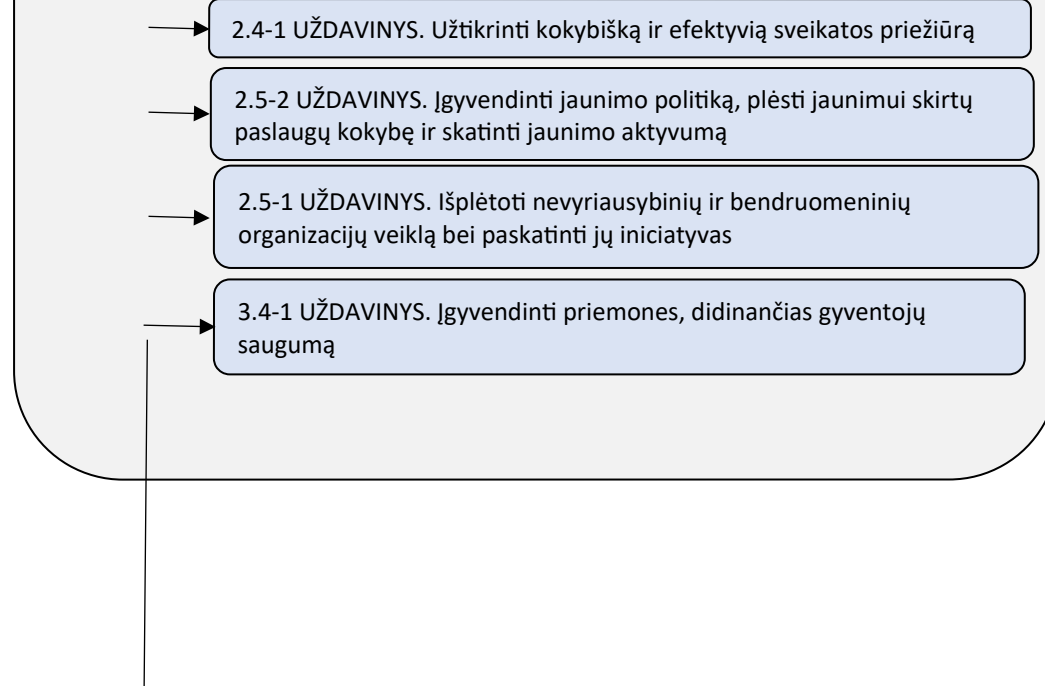 2.4-1 UŽDAVINYS. Užtikrinti kokybišką ir efektyvią sveikatos priežiūrą
2.5-2 UŽDAVINYS. Įgyvendinti jaunimo politiką, plėsti jaunimui skirtų
paslaugų kokybę ir skatinti jaunimo aktyvumą
2.5-1 UŽDAVINYS. Išplėtoti nevyriausybinių ir bendruomeninių
organizacijų veiklą bei paskatinti jų iniciatyvas
3.4-1 UŽDAVINYS. Įgyvendinti priemones, didinančias gyventojų
saugumą